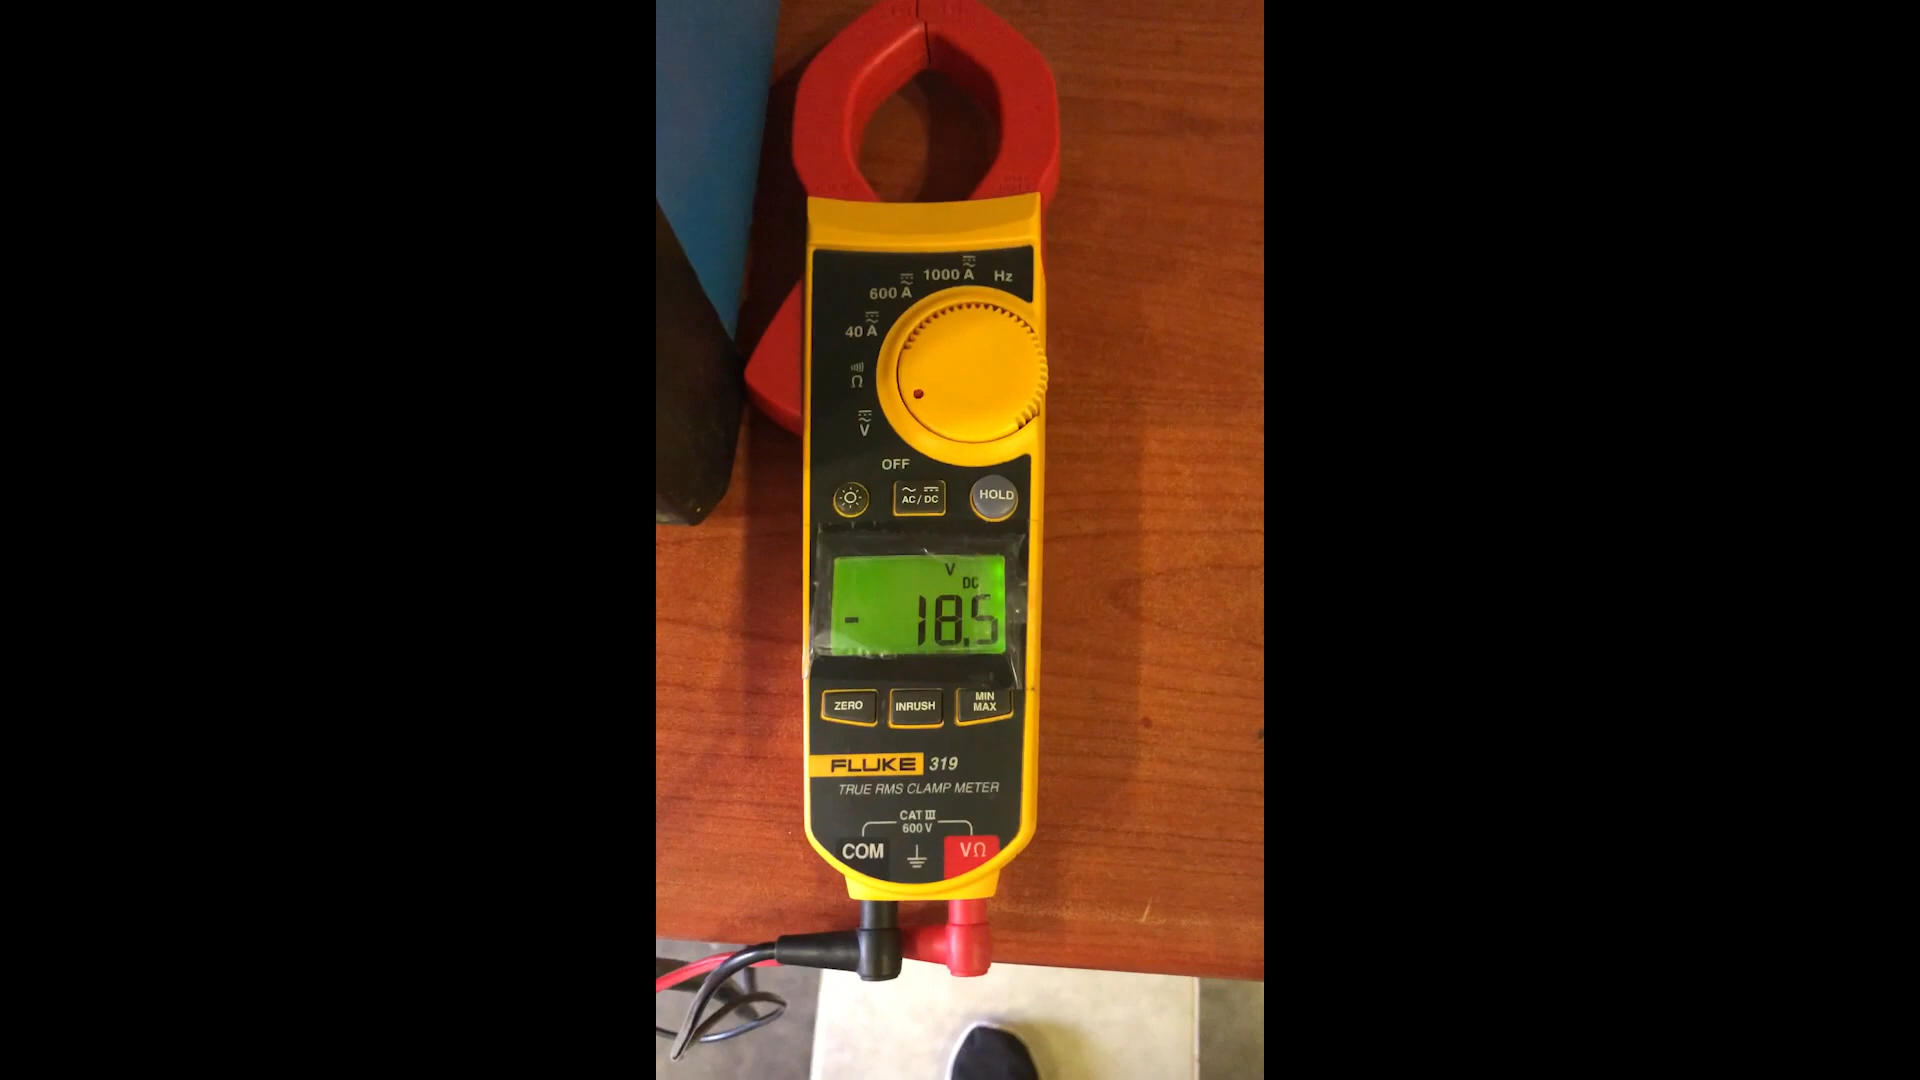 1000 A Hz
600 A
40 A
Ω
V
OFF
AC / DC HOLD
V
DC
- 18.5
ZERO INRUSH MIN MAX
FLUKE 319
TRUE RMS CLAMP METER
CAT III
600 V
COM VΩ